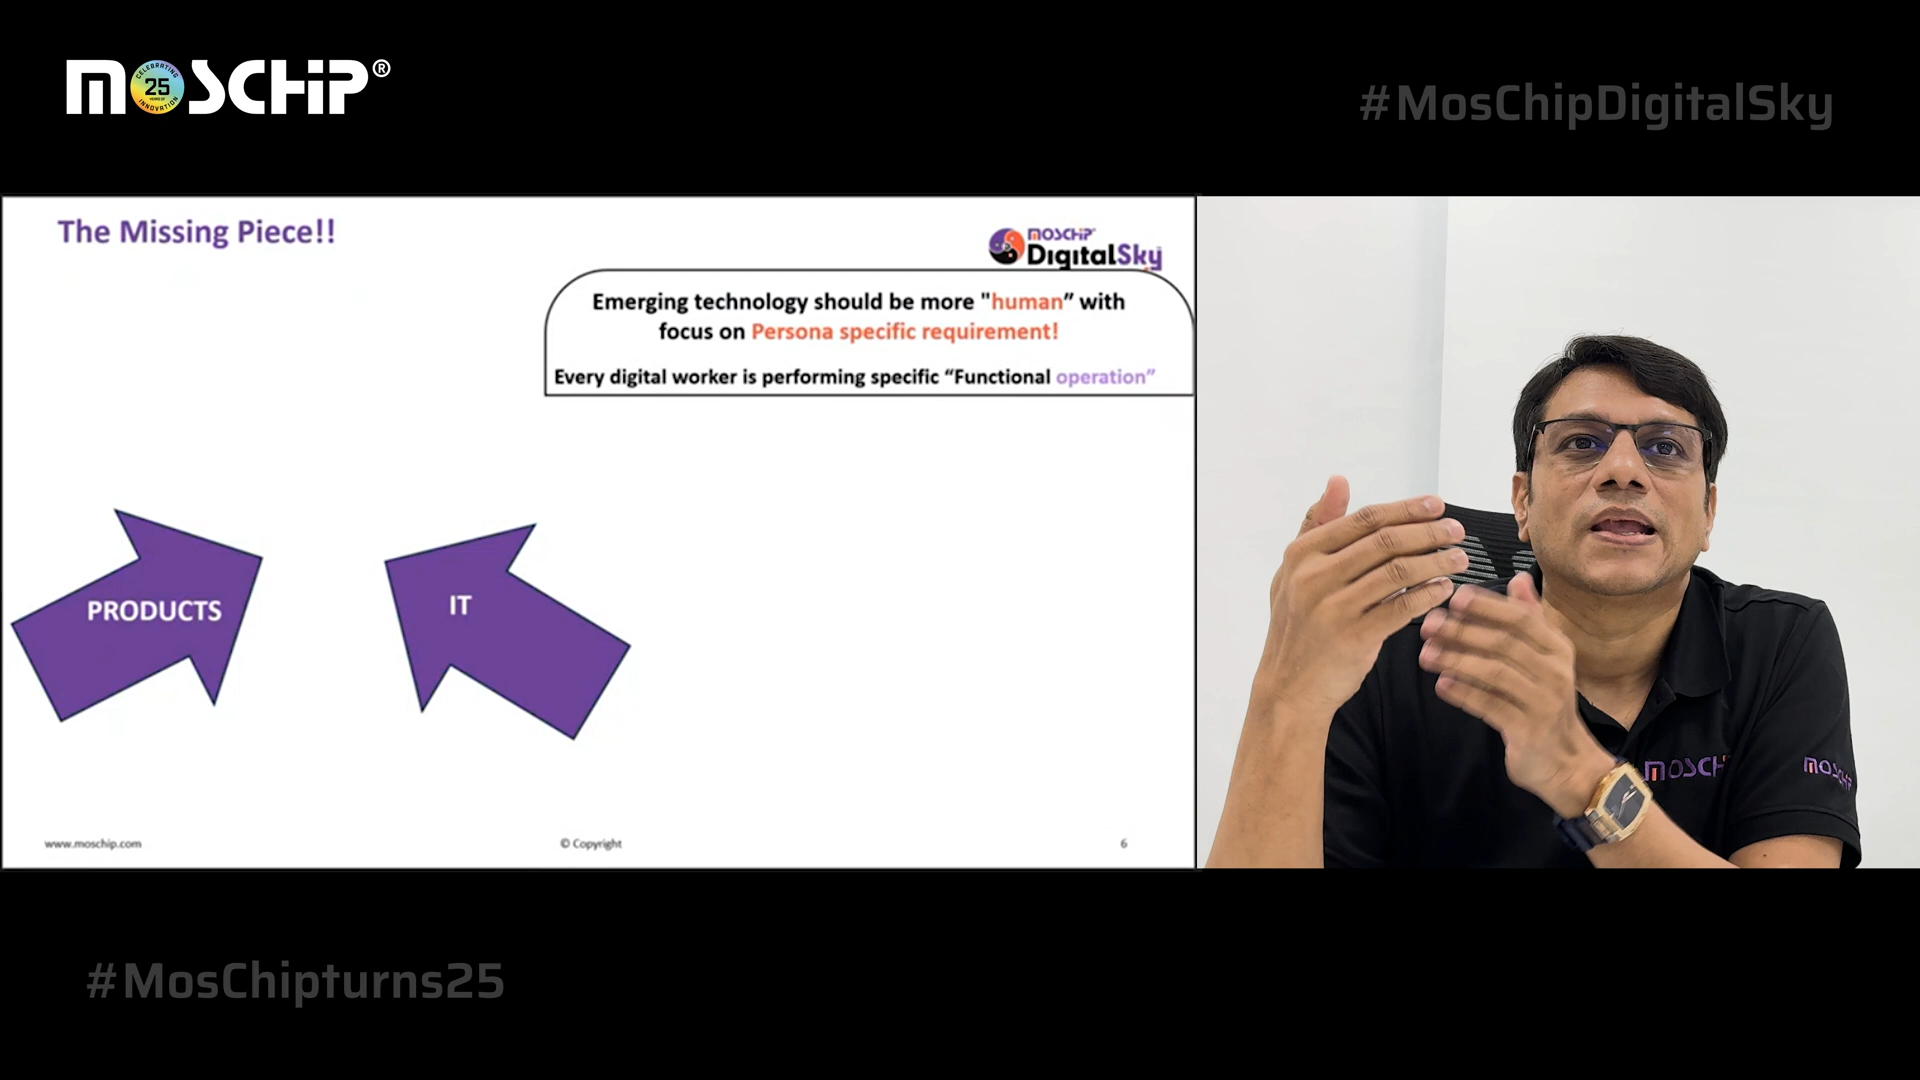 MOSCHIP®
CELEBRATING
25
YEARS OF
INNOVATION
#MosChipDigitalSky
The Missing Piece!!
MOSCHIP
DigitalSky
Emerging technology should be more "human” with
focus on Persona specific requirement!
Every digital worker is performing specific “Functional operation”
PRODUCTS
IT
www.moschip.com
© Copyright
6
MOSCHI
MOSCHIP
#MosChipturns25